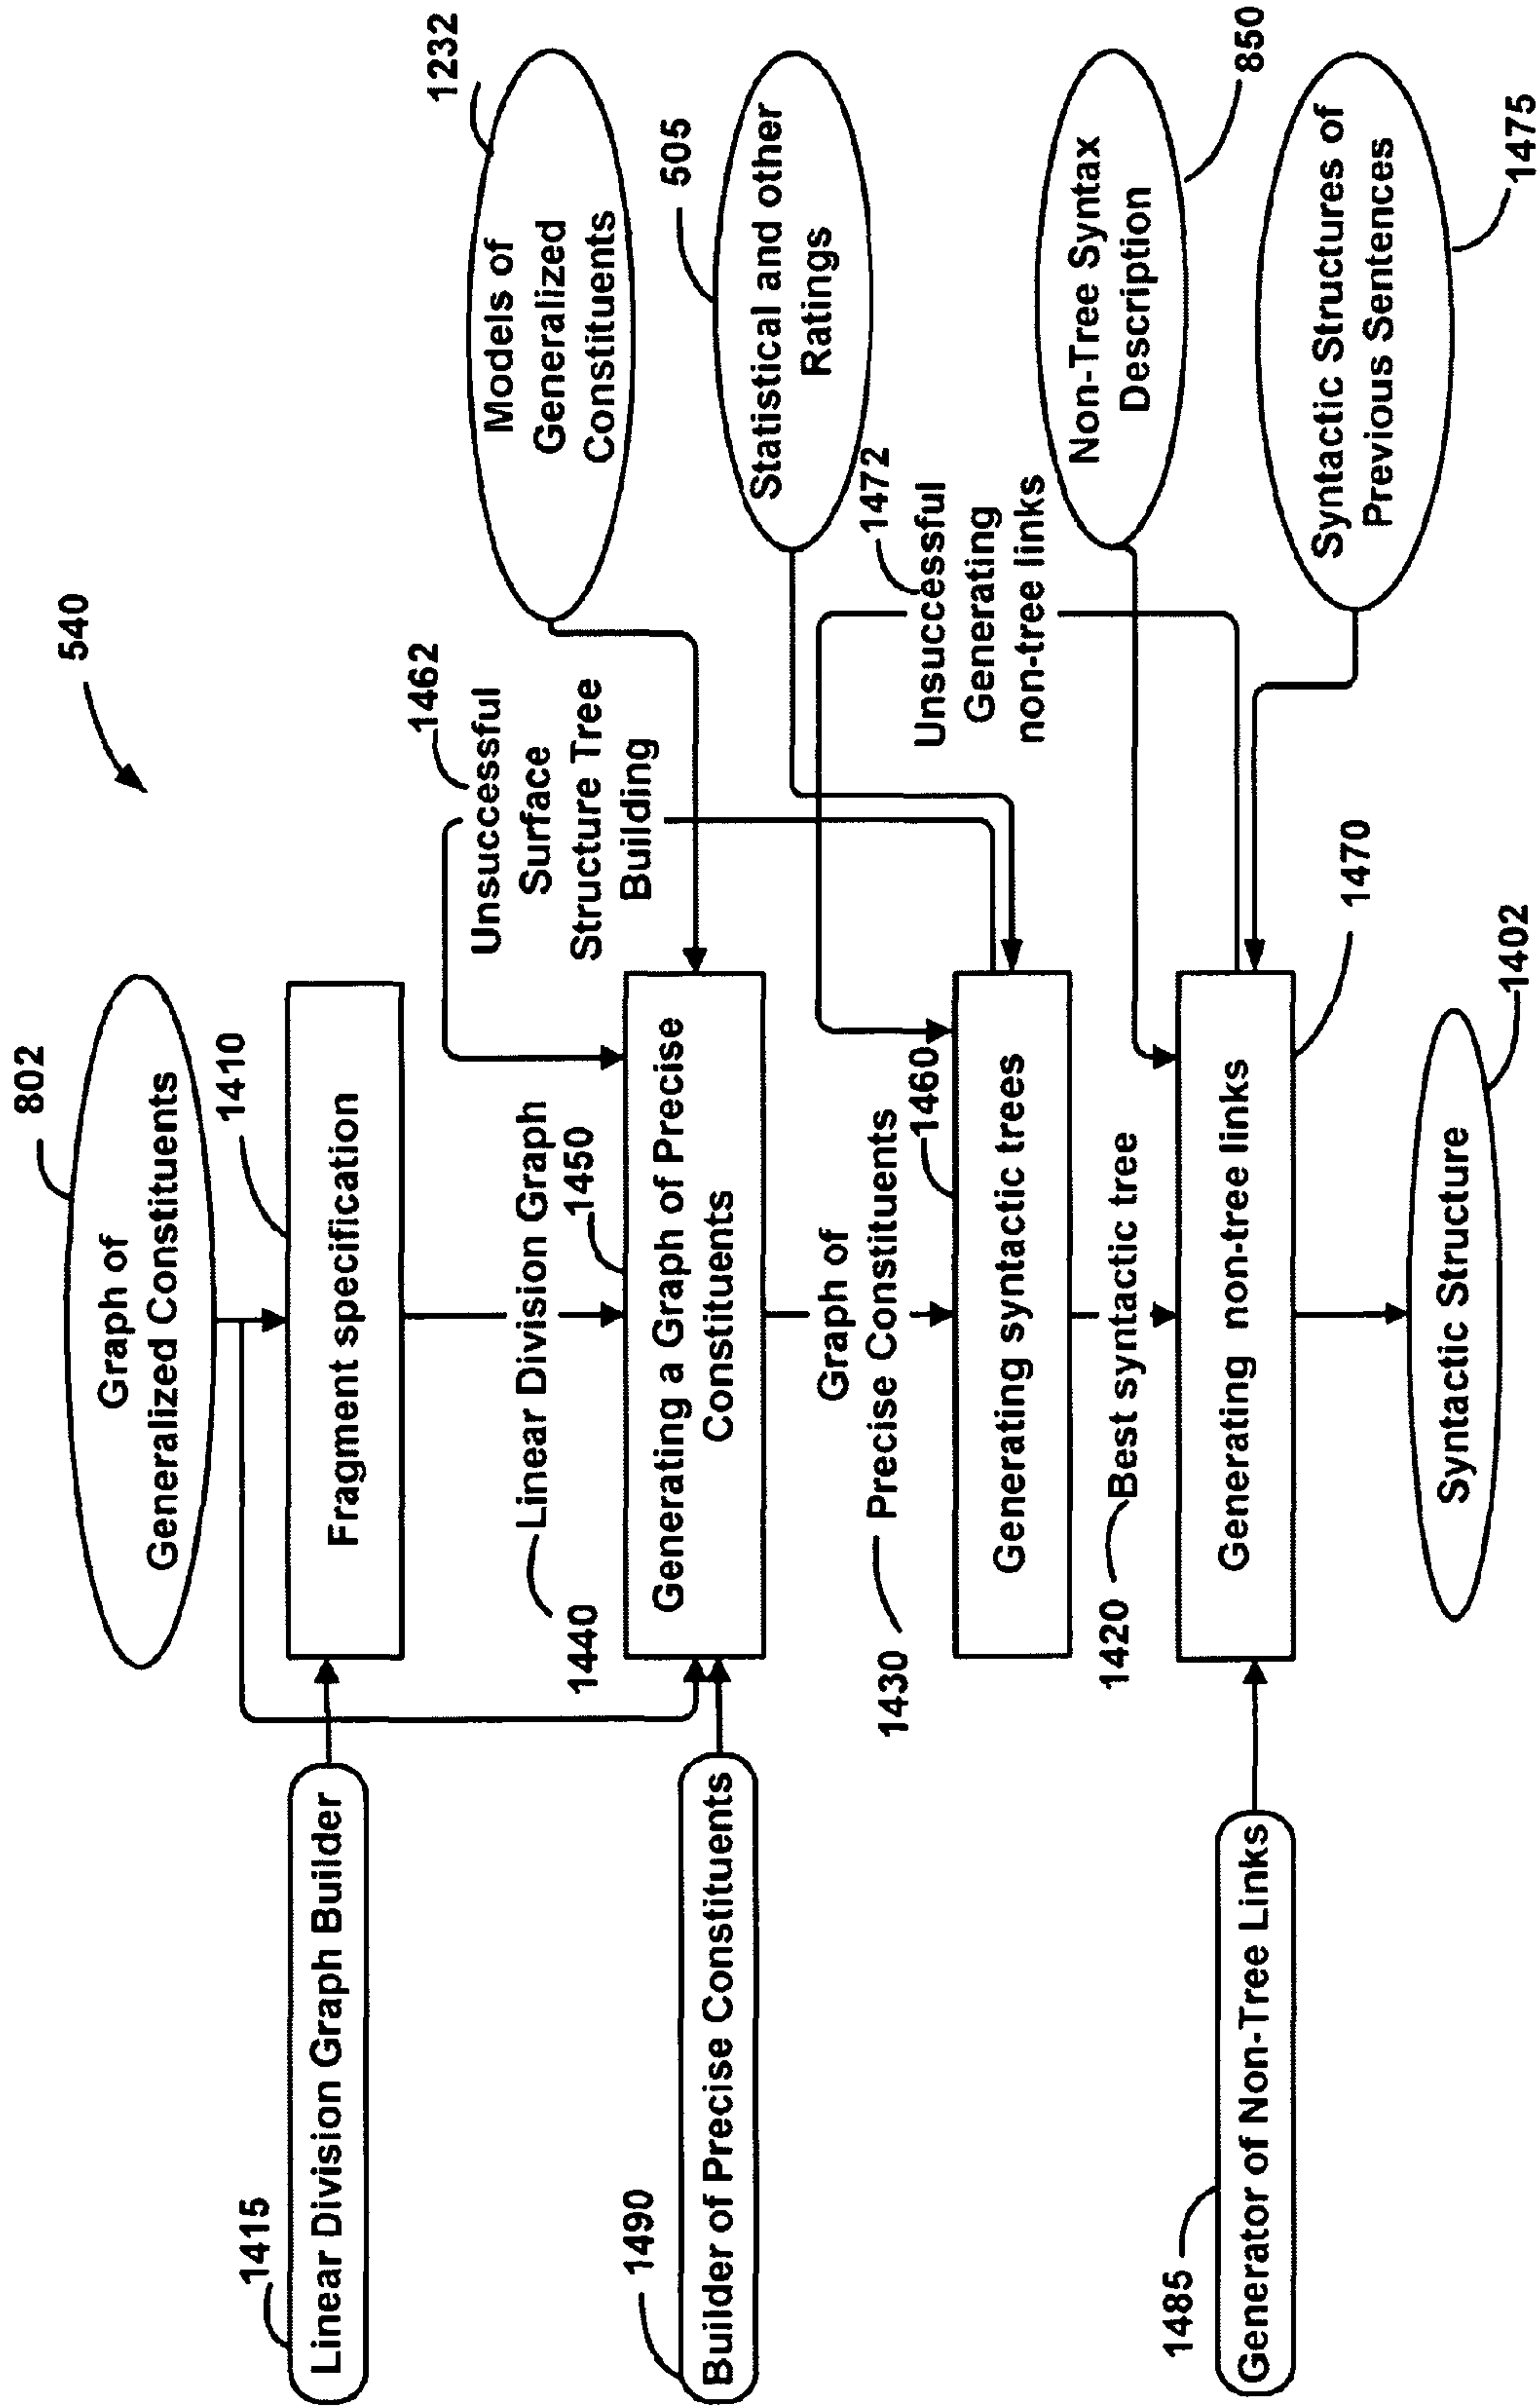 540
802
Graph of
Generalized Constituents
1415
Linear Division Graph Builder
1410
Fragment specification
1440
Linear Division Graph
1462
Unsuccessful
Surface
Structure Tree
Building
1232
Models of
Generalized
Constituents
1490
Builder of Precise Constituents
1450
Generating a Graph of Precise
Constituents
505
Statistical and other
Ratings
1430
Graph of
Precise Constituents
1472
Unsuccessful
Generating
non-tree links
1460
Generating syntactic trees
850
Non-Tree Syntax
Description
1420
Best syntactic tree
1485
Generator of Non-Tree Links
Generating non-tree links
1470
Syntactic Structures of
Previous Sentences
1475
Syntactic Structure
1402